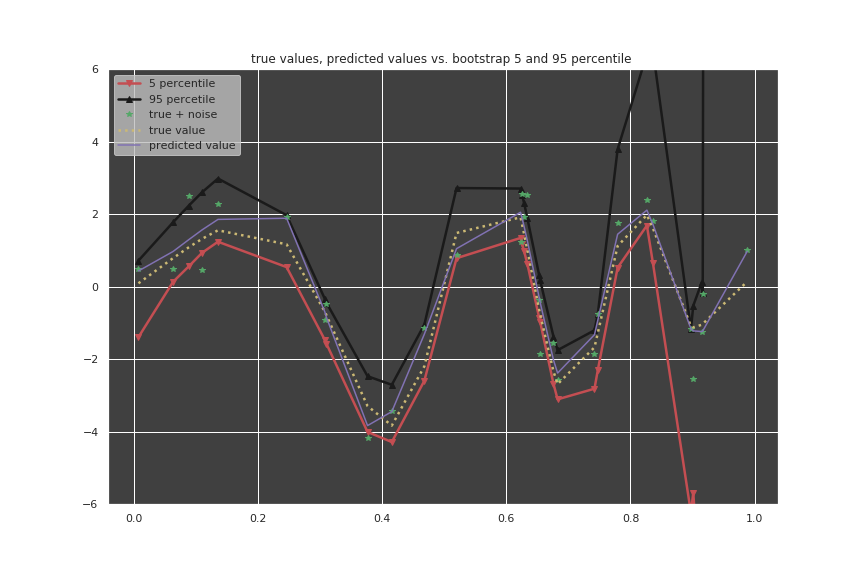 true values, predicted values vs. bootstrap 5 and 95 percentile
5 percentile
95 percetile
true + noise
true value
predicted value
6
4
2
0
−2
−4
−6
0.0 0.2 0.4 0.6 0.8 1.0